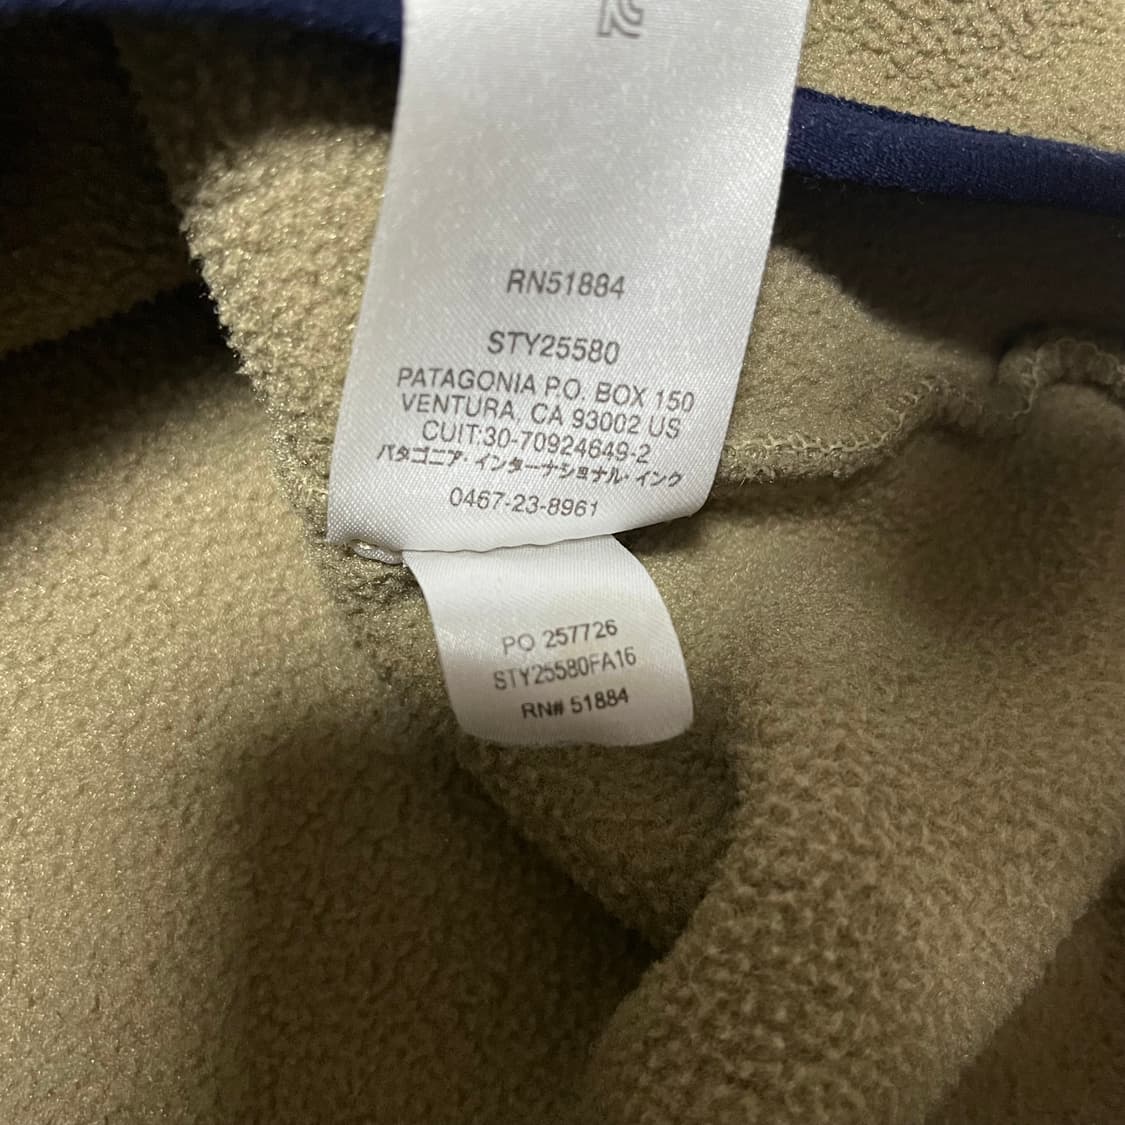 RN51884
STY25580
PATAGONIA P.O. BOX 150
VENTURA, CA 93002 US
CUIT:30-70924649-2
パタゴニア・インターナショナル・インク
0467-23-8961
PO 257726
STY25580FA16
RN# 51884